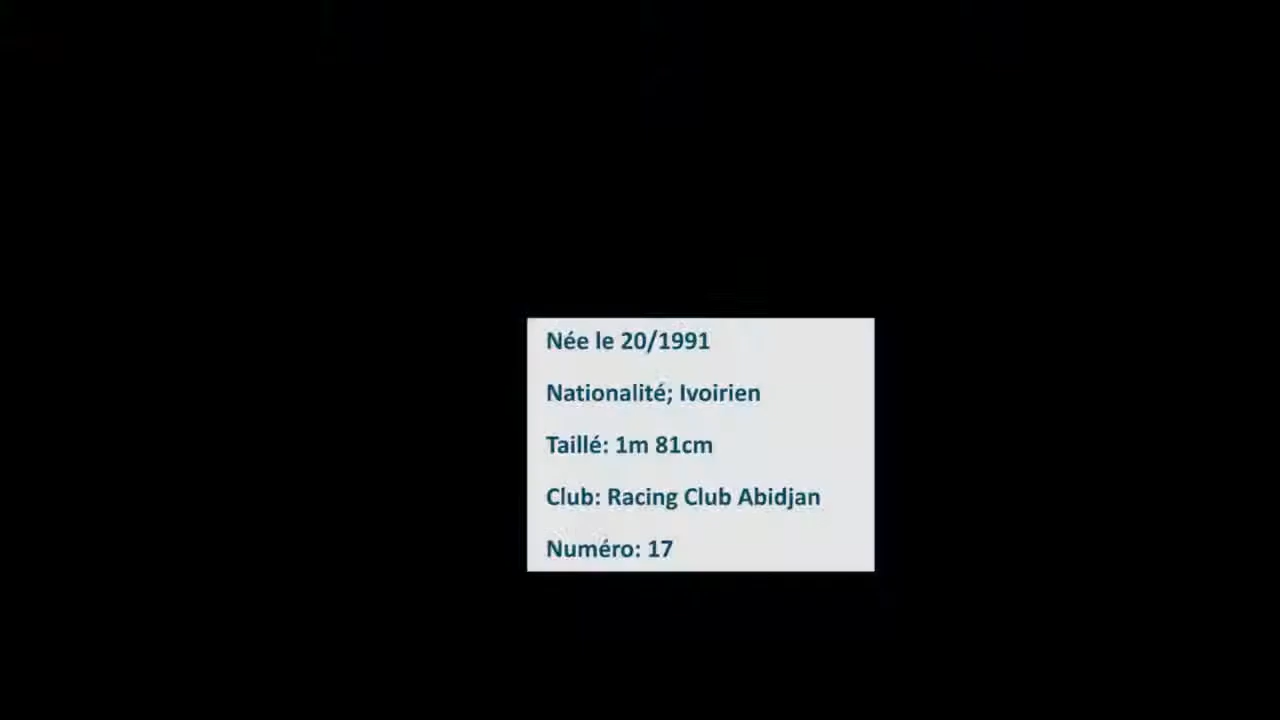 Née le 20/1991
Nationalité; Ivoirien
Taillé: 1m 81cm
Club: Racing Club Abidjan
Numéro: 17